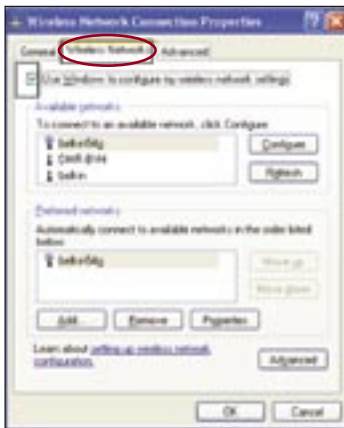 Wireless Network Connection Properties
General Wireless Networks Advanced
Use Windows to configure my wireless network settings
Available networks
To connect to an available network, click Configure
belkin54g
belkin
Configure
Refresh
Preferred networks
Automatically connect to available networks in the order listed
below:
belkin54g
Move up
Move down
Add... Remove Properties
Learn about setting up wireless network
configuration.
Advanced
OK Cancel